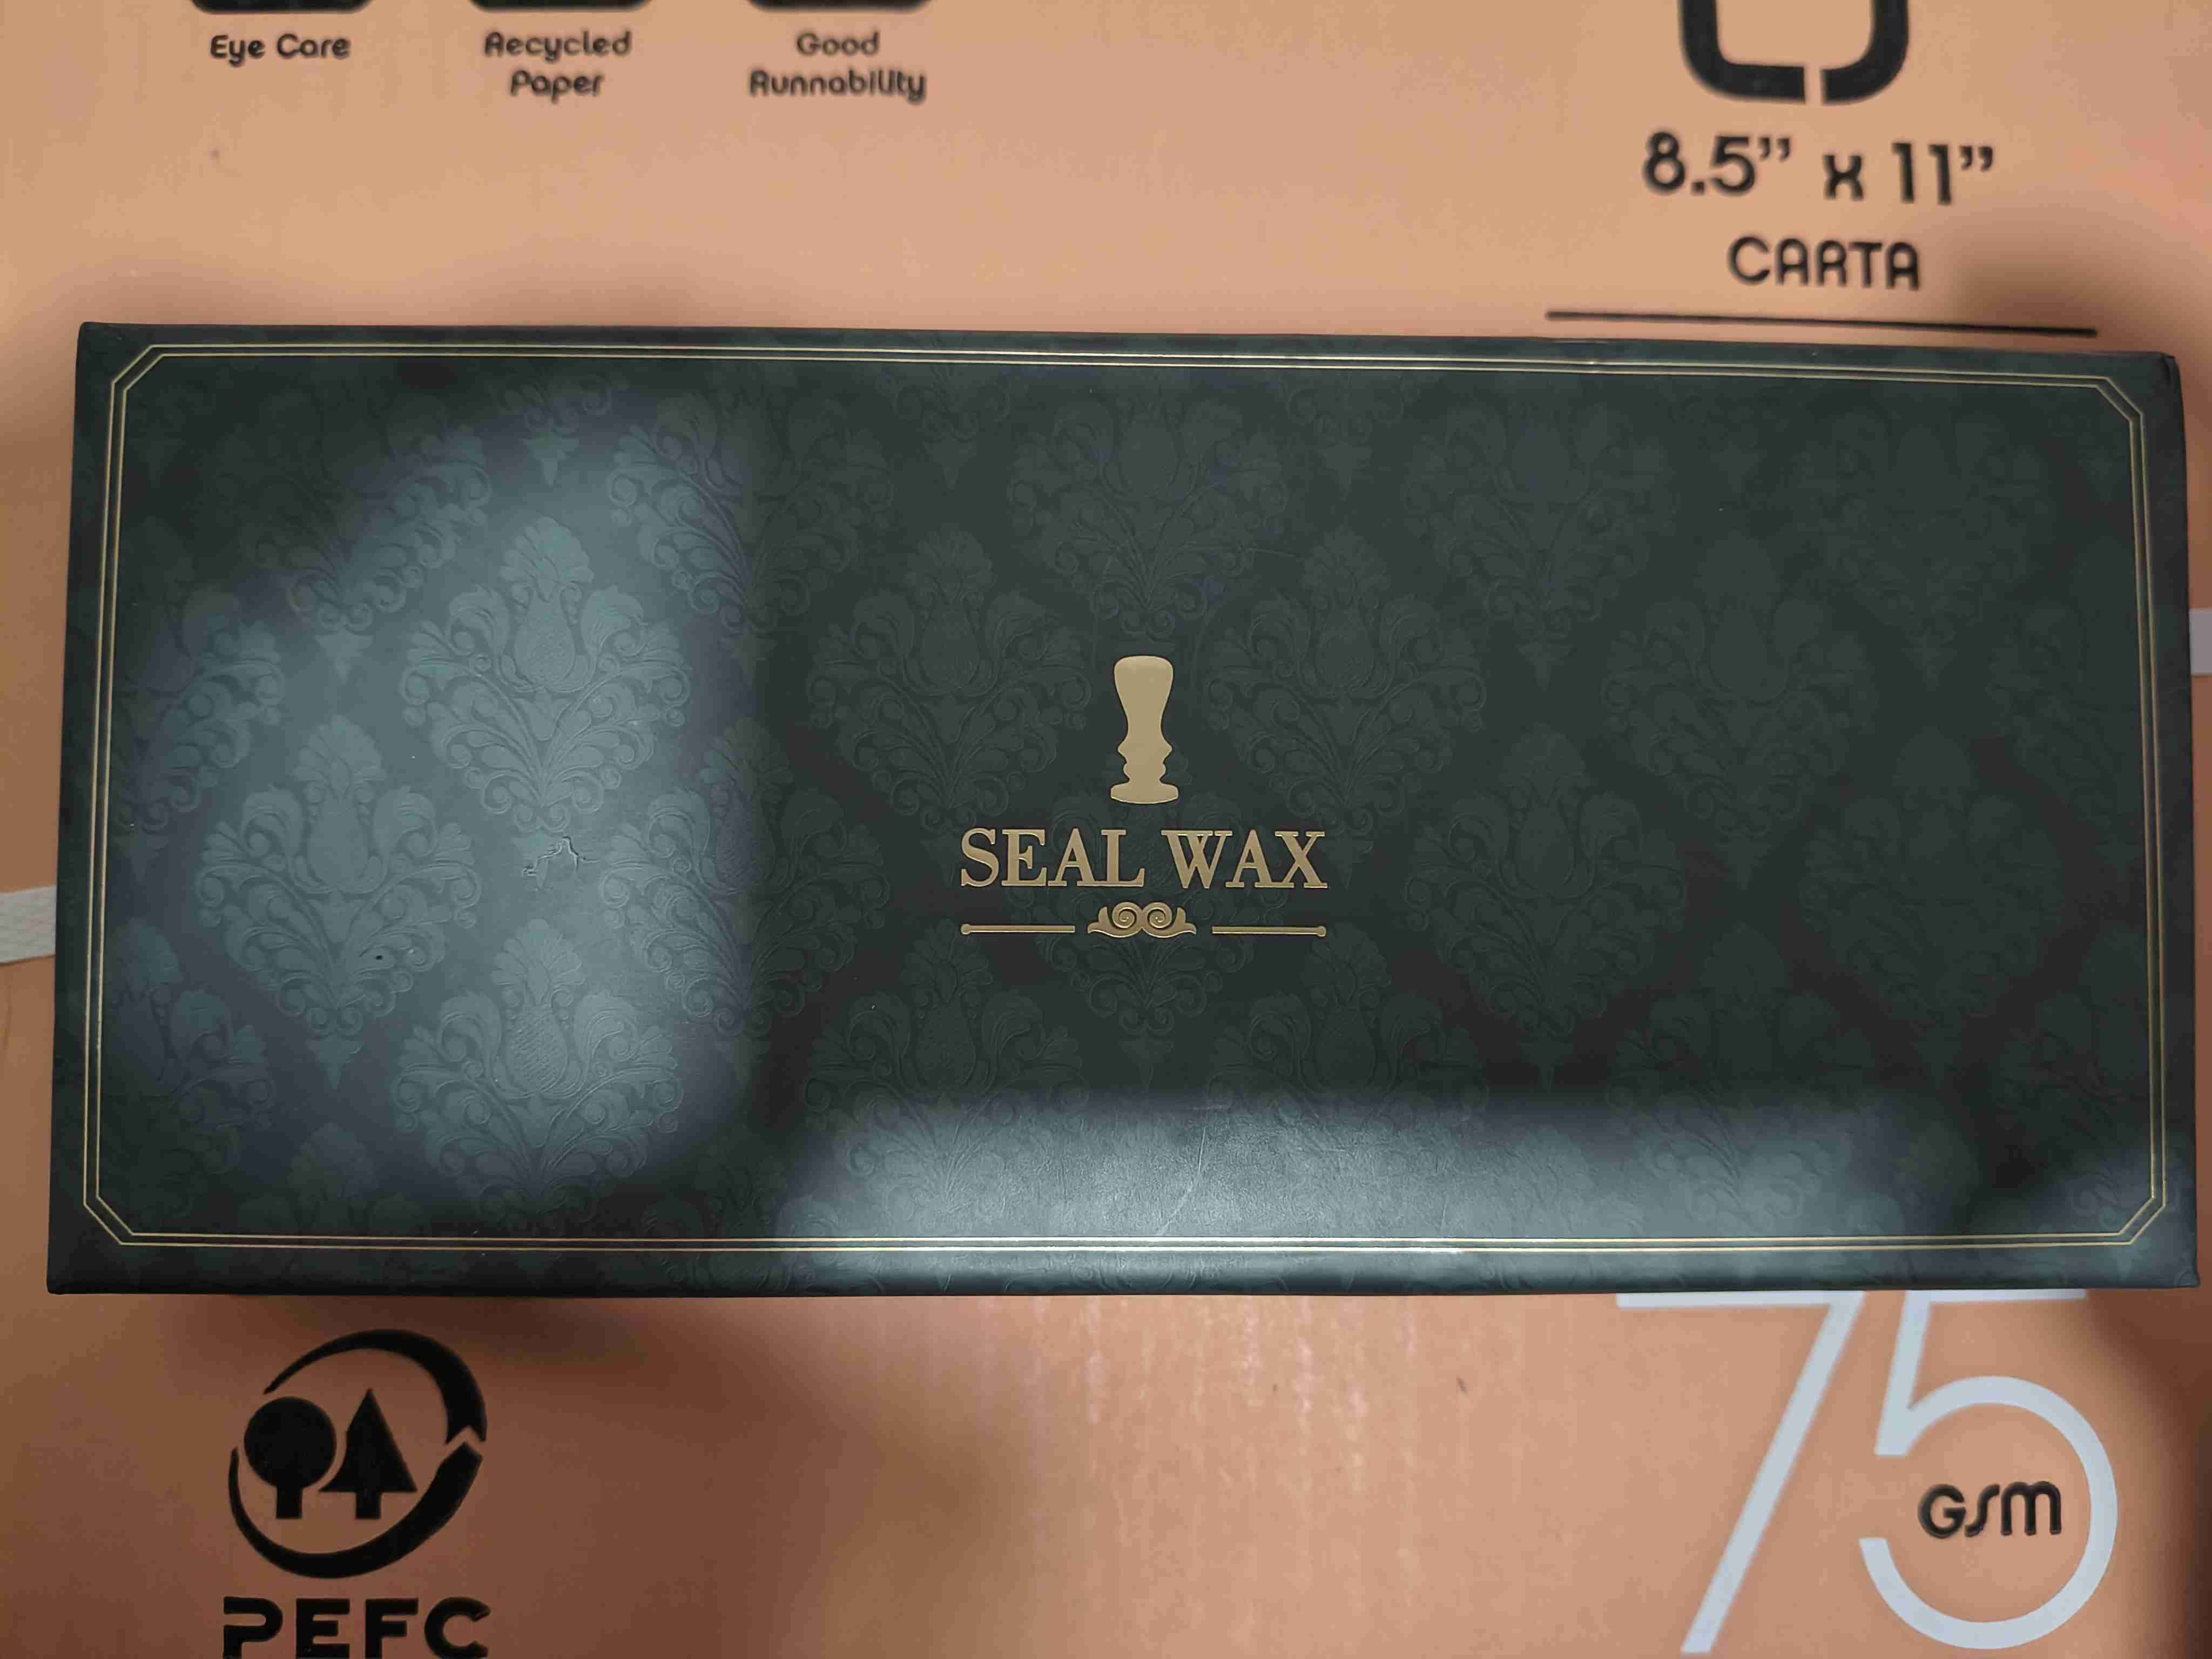 Eye Care
Recycled
Paper
Good
Runnability
8.5” x 11”
CARTA
SEAL WAX
75
GSM
PEFC